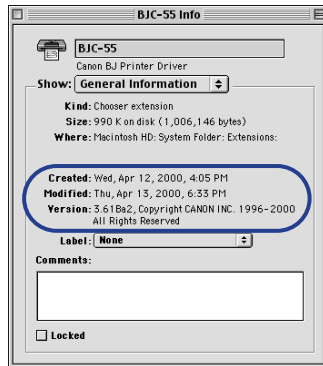 BJC-55 Info
BJC-55
Canon BJ Printer Driver
Show: General Information
Kind: Chooser extension
Size: 990 K on disk (1,006,146 bytes)
Where: Macintosh HD: System Folder: Extensions:
Created: Wed, Apr 12, 2000, 4:05 PM
Modified: Thu, Apr 13, 2000, 6:33 PM
Version: 3.61Ba2, Copyright CANON INC. 1996-2000
All Rights Reserved
Label: None
Comments:
Locked